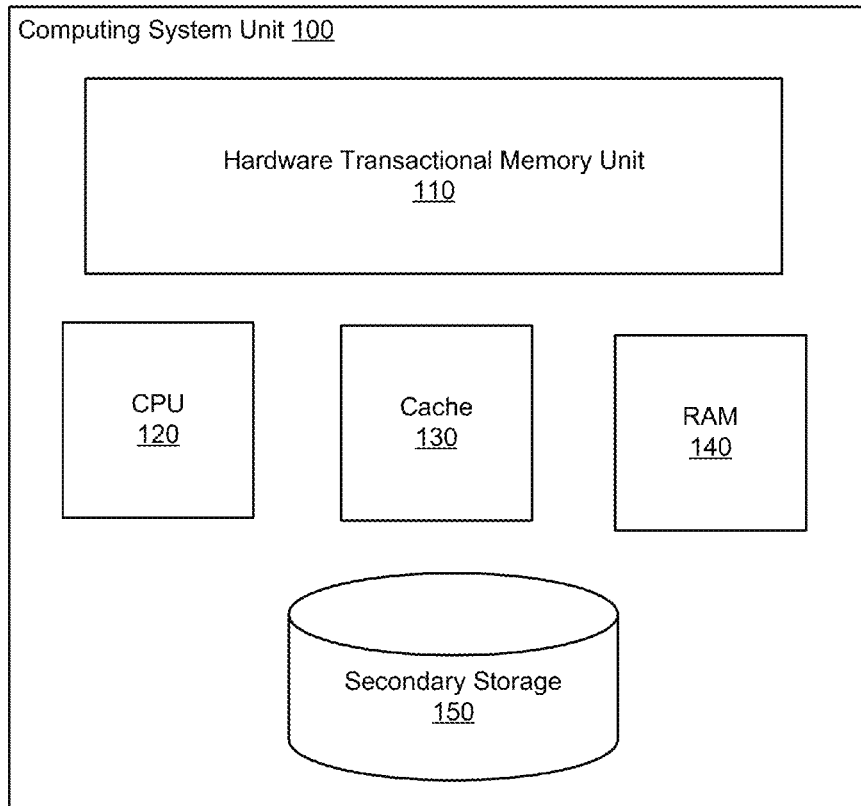 Computing System Unit 100
Hardware Transactional Memory Unit
110
CPU
120
Cache
130
RAM
140
Secondary Storage
150